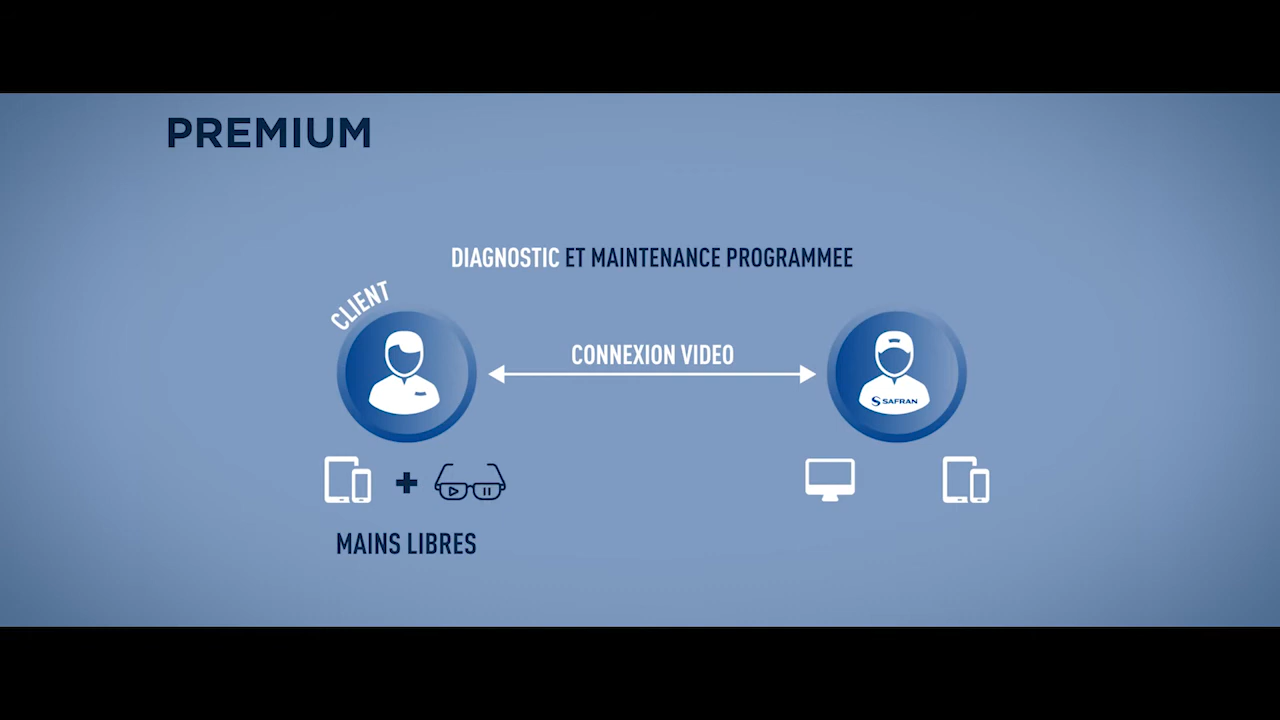 PREMIUM
DIAGNOSTIC ET MAINTENANCE PROGRAMMEE
CLIENT
CONNEXION VIDEO
SAFRAN
MAINS LIBRES